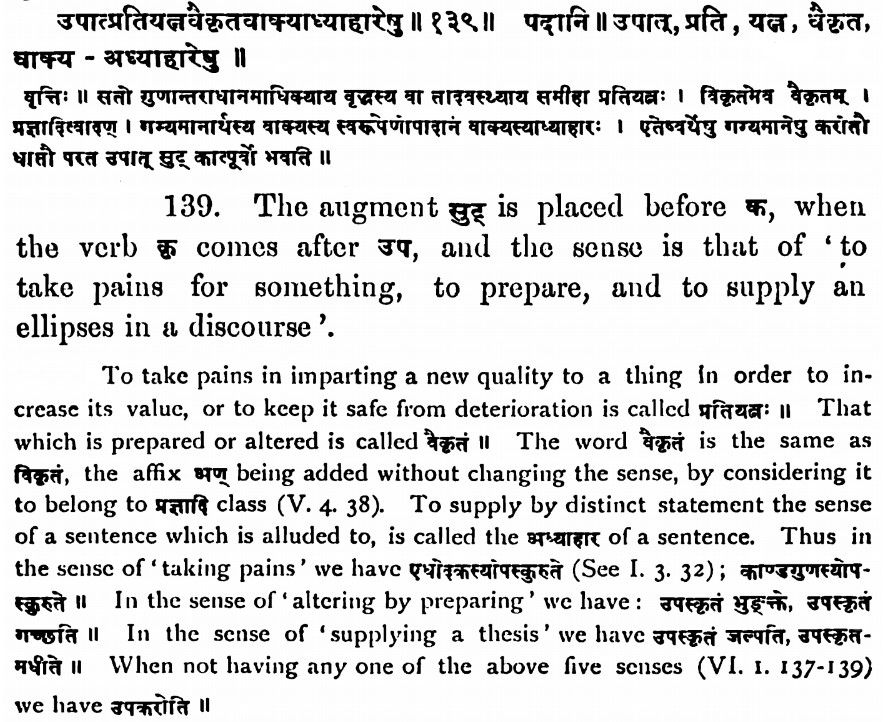 उपात्प्रतियत्नवैकृतवाक्याध्याहारेषु ॥ १३९ ॥ पदानि ॥ उपात्, प्रति, यत्न, वैकृत,
वाक्य - अध्याहारेषु ॥
वृत्तिः ॥ सतो गुणान्तराधानमाधिक्याय वृद्धस्य वा तादवस्थ्याय समीहा प्रतियत्नः । विकृतमेव वैकृतम् ।
प्रज्ञादित्वादण् । गम्यमानार्थस्य वाक्यस्य स्वरूपेणोपादानं वाक्यस्याध्याहारः । एतेष्वर्थेषु गम्यमानेषु करोतौ
धातौ परत उपात् सुट् कात्पूर्वो भवति ॥
139. The augment सुट् is placed before क, when
the verb कृ comes after उप, and the sense is that of ‘to
take pains for something, to prepare, and to supply an
ellipses in a discourse’.
To take pains in imparting a new quality to a thing in order to in-
crease its value, or to keep it safe from deterioration is called प्रतियत्नः ॥ That
which is prepared or altered is called वैकृतं ॥ The word वैकृतं is the same as
विकृतं, the affix अण् being added without changing the sense, by considering it
to belong to प्रज्ञादि class (V. 4. 38). To supply by distinct statement the sense
of a sentence which is alluded to, is called the अध्याहार of a sentence. Thus in
the sense of ‘taking pains’ we have एधोदकस्योपस्कुरुते (See I. 3. 32); काण्डगुणस्योप-
स्कुरुते ॥ In the sense of ‘altering by preparing’ we have: उपस्कृतं भुङ्क्ते, उपस्कृतं
गच्छति ॥ In the sense of ‘supplying a thesis’ we have उपस्कृतं जल्पति, उपस्कृत-
मधीते ॥ When not having any one of the above five senses (VI. 1. 137-139)
we have उपकरोति ॥